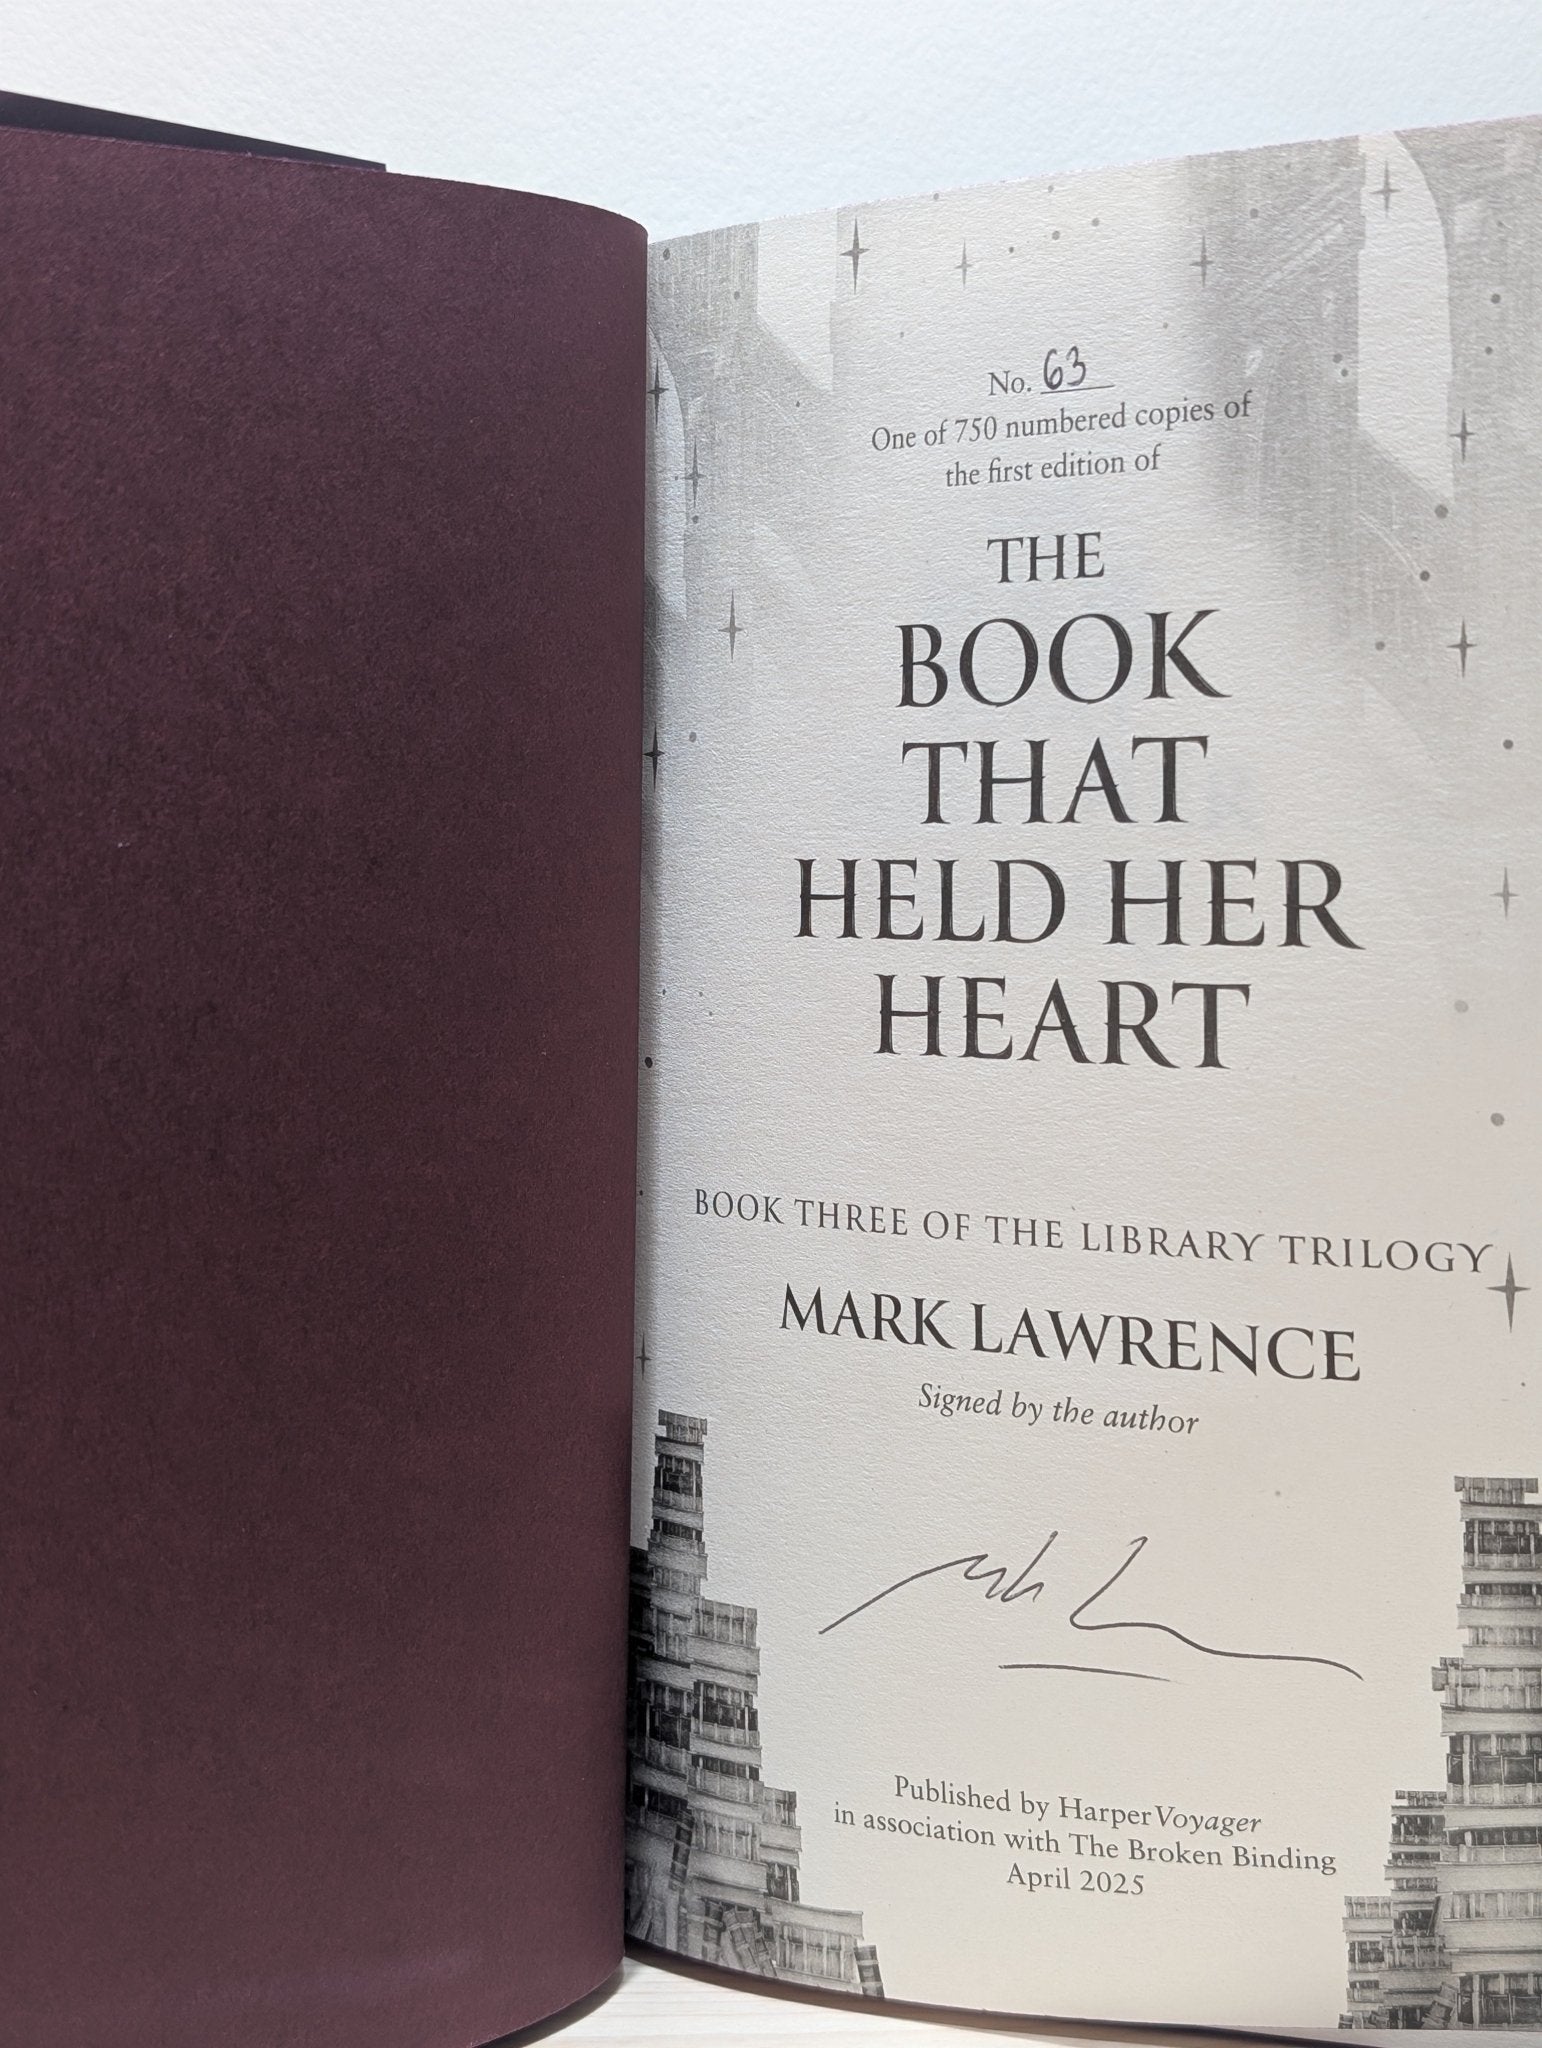 No. 63
One of 750 numbered copies of
the first edition of
THE
BOOK
THAT
HELD HER
HEART
BOOK THREE OF THE LIBRARY TRILOGY
MARK LAWRENCE
Signed by the author
Published by HarperVoyager
in association with The Broken Binding
April 2025